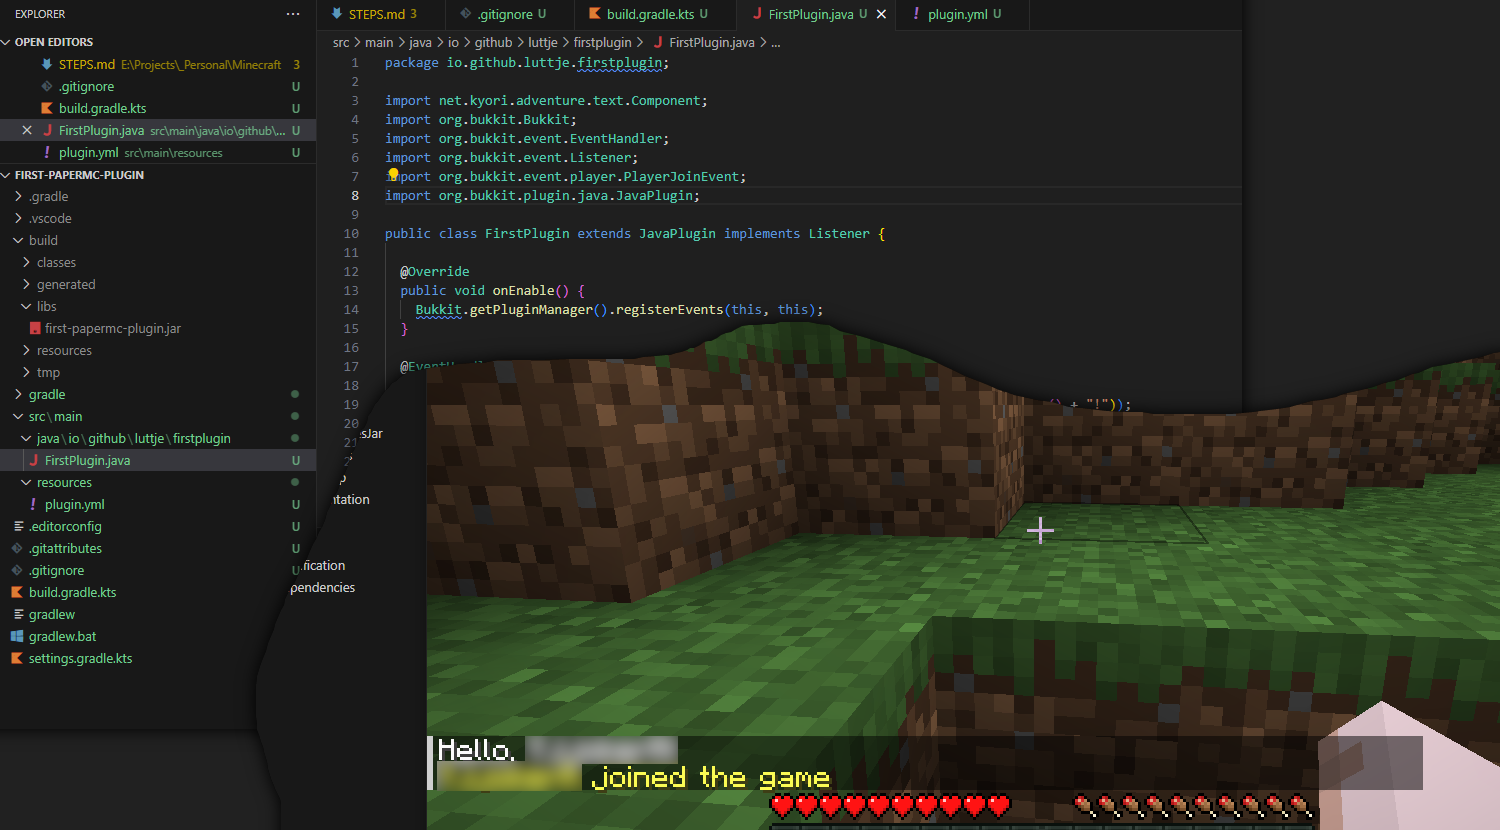 EXPLORER
OPEN EDITORS
STEPS.md E:\Projects\_Personal\Minecraft 3
.gitignore U
build.gradle.kts U
FirstPlugin.java src\main\java\io\github\... U
plugin.yml src\main\resources U
FIRST-PAPERMC-PLUGIN
.gradle
.vscode
build
classes
generated
libs
first-papermc-plugin.jar
resources
tmp
gradle
src\main
java\io\github\luttje\firstplugin
FirstPlugin.java U
resources
plugin.yml U
.editorconfig U
.gitattributes U
.gitignore U
build.gradle.kts
gradlew
gradlew.bat
settings.gradle.kts
STEPS.md 3 .gitignore U build.gradle.kts U FirstPlugin.java U plugin.yml U
src > main > java > io > github > luttje > firstplugin > FirstPlugin.java > ...
1 package io.github.luttje.firstplugin;
2
3 import net.kyori.adventure.text.Component;
4 import org.bukkit.Bukkit;
5 import org.bukkit.event.EventHandler;
6 import org.bukkit.event.Listener;
7 import org.bukkit.event.player.PlayerJoinEvent;
8 import org.bukkit.plugin.java.JavaPlugin;
9
10 public class FirstPlugin extends JavaPlugin implements Listener {
11
12 @Override
13 public void onEnable() {
14 Bukkit.getPluginManager().registerEvents(this, this);
15 }
16
17
18
19 + "!"));
20
21
Hello,
joined the game